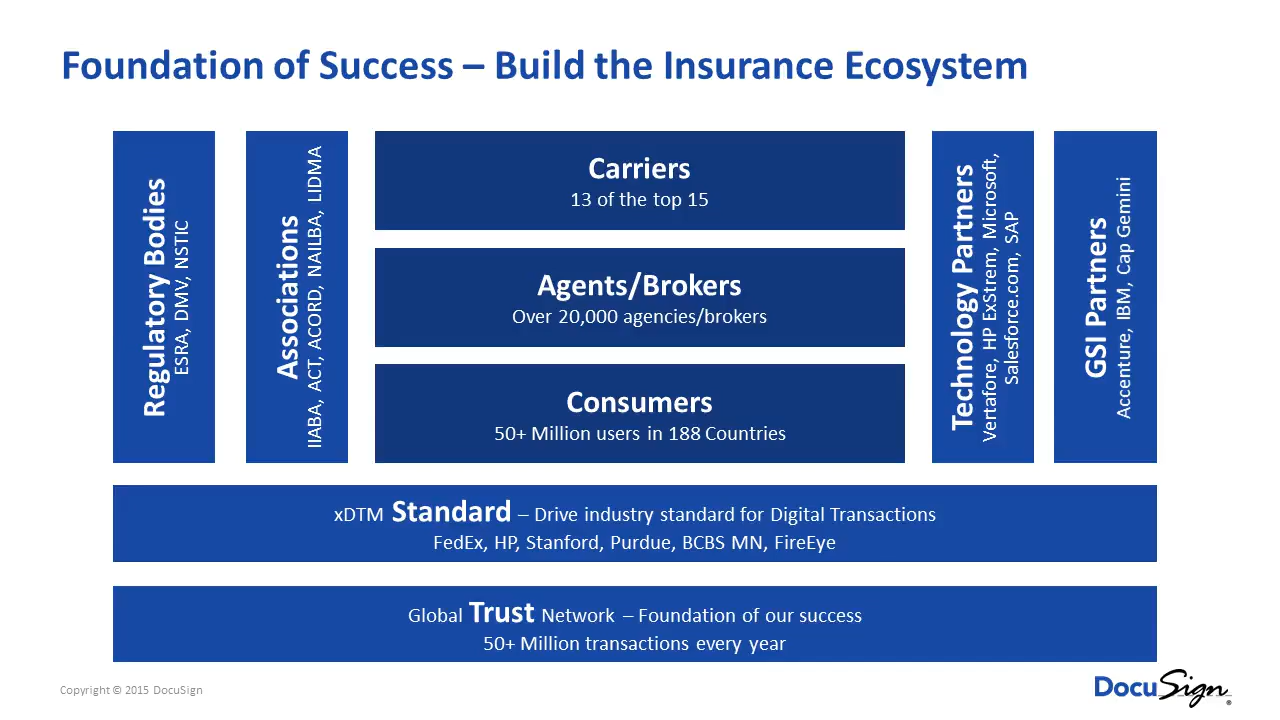 Foundation of Success – Build the Insurance Ecosystem
Regulatory Bodies
ESRA, DMV, NSTIC
Associations
IIABA, ACT, ACORD, NAILBA, LIDMA
Carriers
13 of the top 15
Agents/Brokers
Over 20,000 agencies/brokers
Consumers
50+ Million users in 188 Countries
Technology Partners
Vertafore, HP ExStrem, Microsoft,
Salesforce.com, SAP
GSI Partners
Accenture, IBM, Cap Gemini
xDTM Standard – Drive industry standard for Digital Transactions
FedEx, HP, Stanford, Purdue, BCBS MN, FireEye
Global Trust Network – Foundation of our success
50+ Million transactions every year
Copyright © 2015 DocuSign
DocuSign®